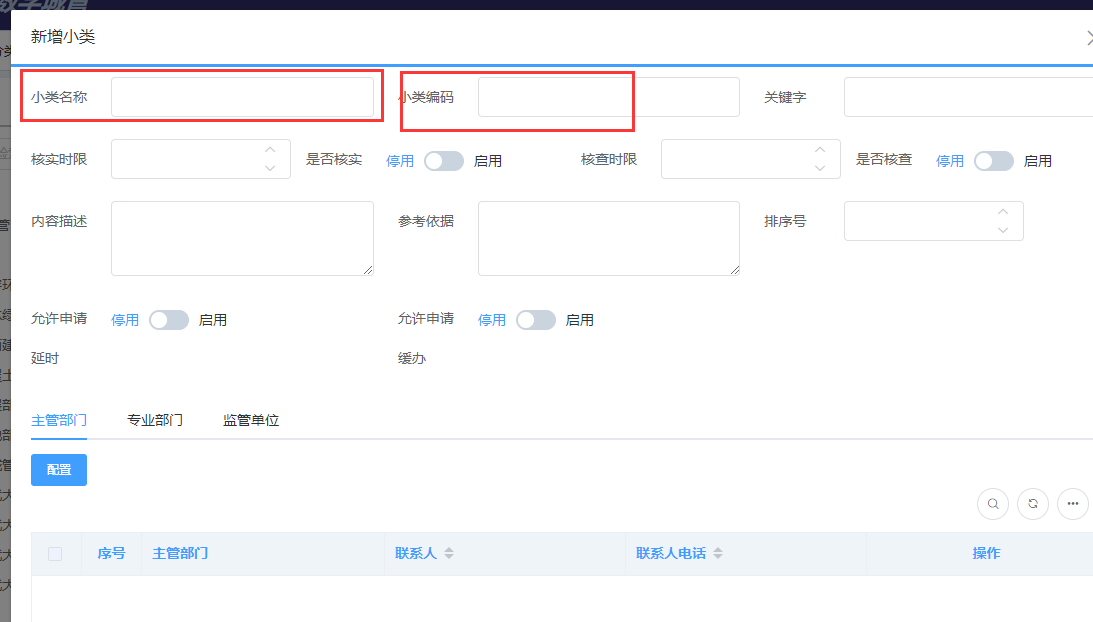 新增小类
小类名称 小类编码 关键字
核实时限 是否核实 停用 启用 核查时限 是否核查 停用 启用
内容描述 参考依据 排序号
允许申请 停用 启用 允许申请 停用 启用
延时 缓办
主管部门 专业部门 监管单位
配置
序号 主管部门 联系人 联系人电话 操作